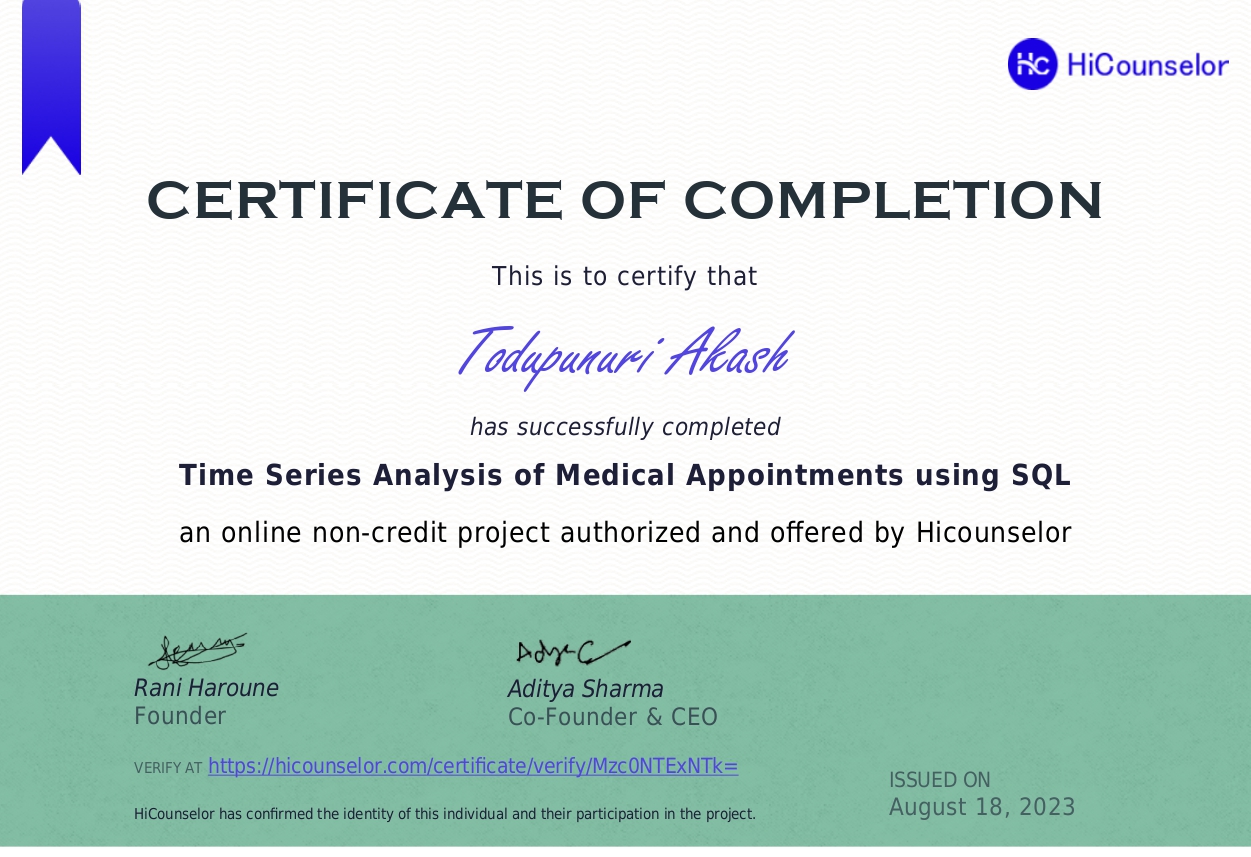 HC HiCounselor
CERTIFICATE OF COMPLETION
This is to certify that
Todupunuri Akash
has successfully completed
Time Series Analysis of Medical Appointments using SQL
an online non-credit project authorized and offered by Hicounselor
Rani Haroune
Founder
Aditya Sharma
Co-Founder & CEO
VERIFY AT https://hicounselor.com/certificate/verify/Mzc0NTExNTk=
HiCounselor has confirmed the identity of this individual and their participation in the project.
ISSUED ON
August 18, 2023